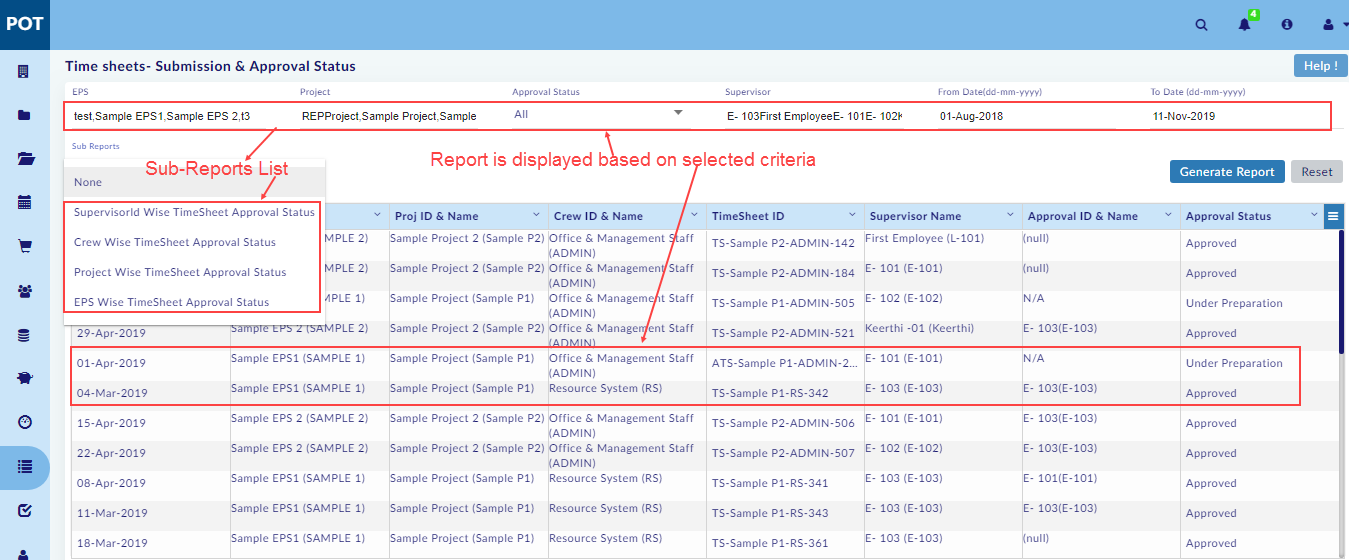 POT
4
Time sheets- Submission & Approval Status
Help !
EPS Project Approval Status Supervisor From Date(dd-mm-yyyy) To Date (dd-mm-yyyy)
test,Sample EPS1,Sample EPS 2,t3 REPProject,Sample Project,Sample All E- 103First EmployeeE- 101E- 102K 01-Aug-2018 11-Nov-2019
Sub Reports
Sub-Reports List
Report is displayed based on selected criteria
Generate Report Reset
None
SupervisorId Wise TimeSheet Approval Status
Crew Wise TimeSheet Approval Status
Project Wise TimeSheet Approval Status
EPS Wise TimeSheet Approval Status
Proj ID & Name Crew ID & Name TimeSheet ID Supervisor Name Approval ID & Name Approval Status
(SAMPLE 2) Sample Project 2 (Sample P2) Office & Management Staff (ADMIN) TS-Sample P2-ADMIN-142 First Employee (L-101) (null) Approved
(SAMPLE 2) Sample Project 2 (Sample P2) Office & Management Staff (ADMIN) TS-Sample P2-ADMIN-184 E- 101 (E-101) (null) Approved
(SAMPLE 1) Sample Project (Sample P1) Office & Management Staff (ADMIN) TS-Sample P1-ADMIN-505 E- 102 (E-102) N/A Under Preparation
29-Apr-2019 Sample EPS 2 (SAMPLE 2) Sample Project 2 (Sample P2) Office & Management Staff (ADMIN) TS-Sample P2-ADMIN-521 Keerthi -01 (Keerthi) E- 103(E-103) Approved
01-Apr-2019 Sample EPS1 (SAMPLE 1) Sample Project (Sample P1) Office & Management Staff (ADMIN) ATS-Sample P1-ADMIN-2... E- 101 (E-101) N/A Under Preparation
04-Mar-2019 Sample EPS1 (SAMPLE 1) Sample Project (Sample P1) Resource System (RS) TS-Sample P1-RS-342 E- 103 (E-103) E- 103(E-103) Approved
15-Apr-2019 Sample EPS 2 (SAMPLE 2) Sample Project 2 (Sample P2) Office & Management Staff (ADMIN) TS-Sample P2-ADMIN-506 E- 101 (E-101) E- 103(E-103) Approved
22-Apr-2019 Sample EPS 2 (SAMPLE 2) Sample Project 2 (Sample P2) Office & Management Staff (ADMIN) TS-Sample P2-ADMIN-507 E- 102 (E-102) E- 103(E-103) Approved
08-Apr-2019 Sample EPS1 (SAMPLE 1) Sample Project (Sample P1) Resource System (RS) TS-Sample P1-RS-341 E- 103 (E-103) E- 101(E-101) Approved
11-Mar-2019 Sample EPS1 (SAMPLE 1) Sample Project (Sample P1) Resource System (RS) TS-Sample P1-RS-343 E- 103 (E-103) E- 103(E-103) Approved
18-Mar-2019 Sample EPS1 (SAMPLE 1) Sample Project (Sample P1) Resource System (RS) TS-Sample P1-RS-361 E- 103 (E-103) (null) Approved